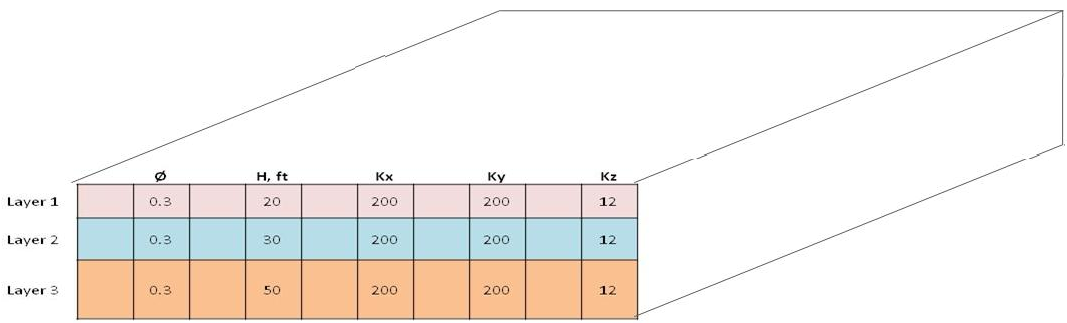 Ø H, ft Kx Ky Kz
Layer 1 0.3 20 200 200 12
Layer 2 0.3 30 200 200 12
Layer 3 0.3 50 200 200 12